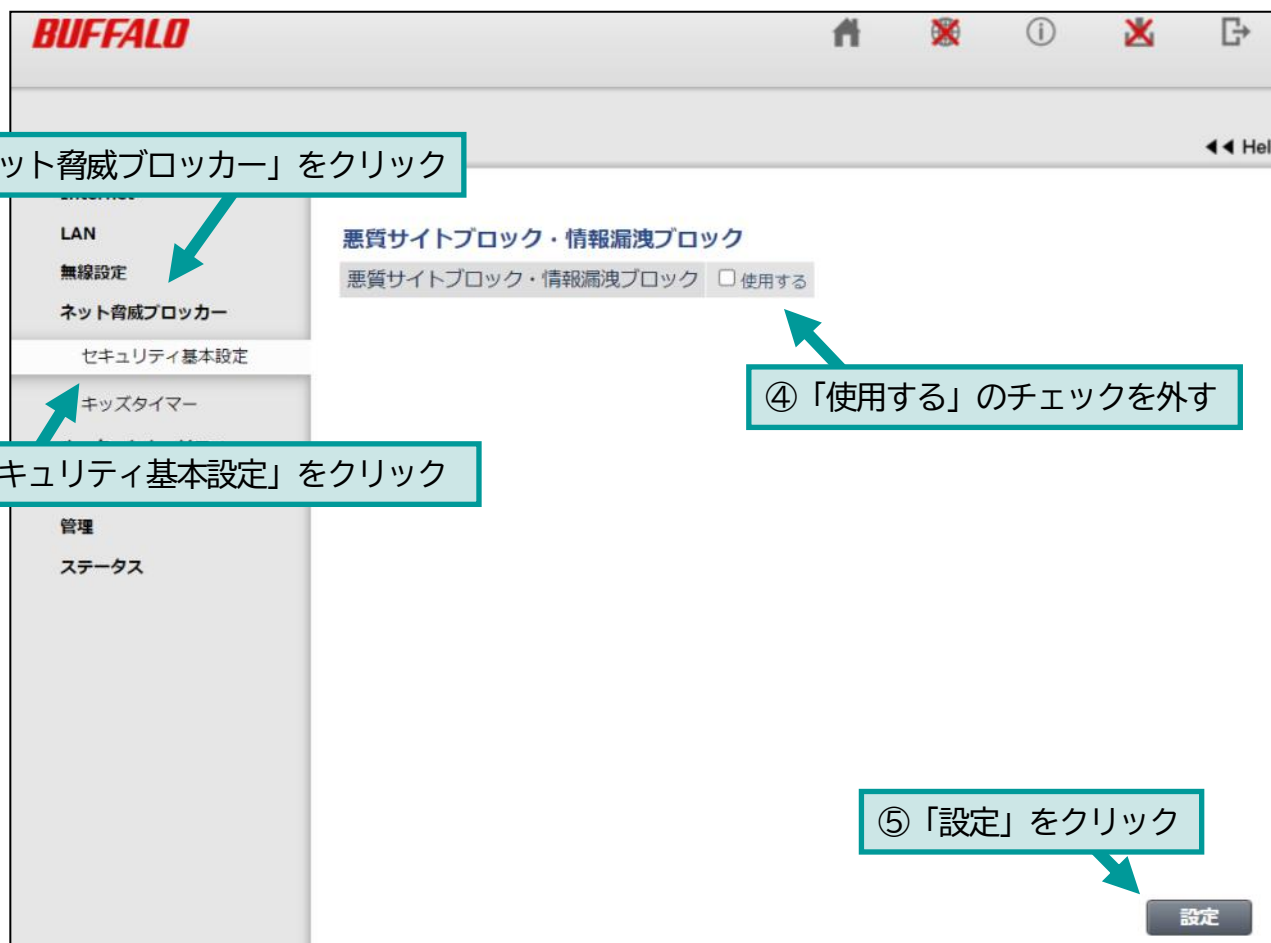 BUFFALO
◀◀ Hel
ット脅威ブロッカー」をクリック
LAN
無線設定
ネット脅威ブロッカー
セキュリティ基本設定
キッズタイマー
キュリティ基本設定」をクリック
管理
ステータス
悪質サイトブロック・情報漏洩ブロック
悪質サイトブロック・情報漏洩ブロック 使用する
④「使用する」のチェックを外す
⑤「設定」をクリック
設定